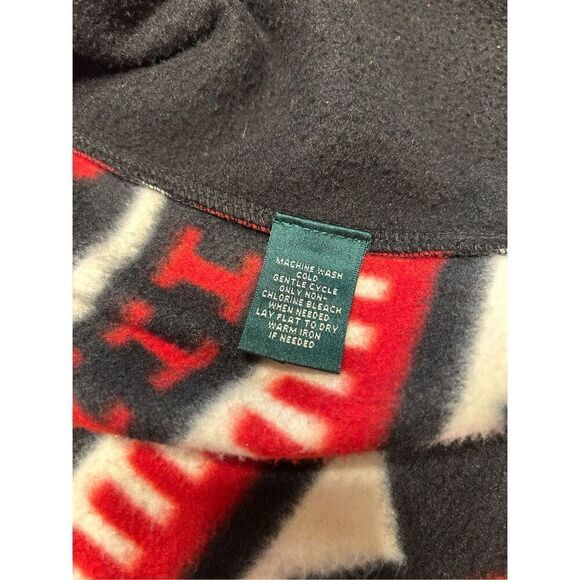 MACHINE WASH
COLD
GENTLE CYCLE
ONLY NON-
CHLORINE BLEACH
WHEN NEEDED
LAY FLAT TO DRY
WARM IRON
IF NEEDED